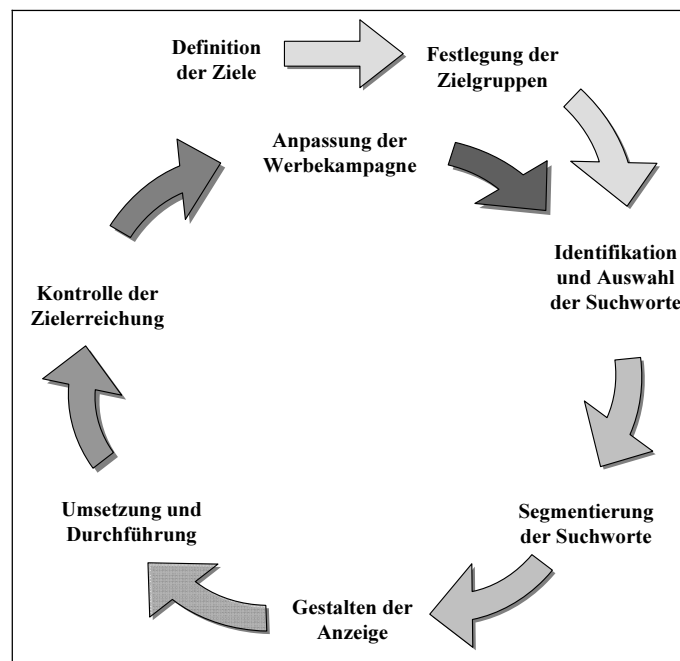 Definition
der Ziele
Festlegung der
Zielgruppen
Anpassung der
Werbekampagne
Identifikation
und Auswahl
der Suchworte
Kontrolle der
Zielerreichung
Segmentierung
der Suchworte
Umsetzung und
Durchführung
Gestalten der
Anzeige